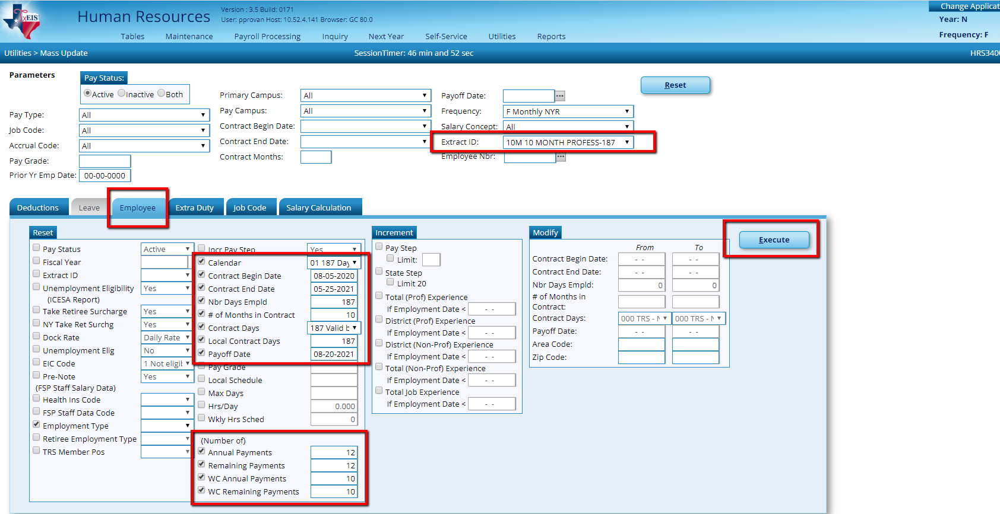 TxEIS
Human Resources
Version : 3.5 Build: 0171
User: pprovan Host: 10.52.4.141 Browser: GC 80.0
Change Applicat
Year: N
Frequency: F
Tables Maintenance Payroll Processing Inquiry Next Year Self-Service Utilities Reports
Utilities > Mass Update SessionTimer: 46 min and 52 sec HRS340
Parameters
Pay Status:
Active Inactive Both
Pay Type: All
Job Code: All
Accrual Code: All
Pay Grade:
Prior Yr Emp Date: 00-00-0000
Primary Campus: All
Pay Campus: All
Contract Begin Date:
Contract End Date:
Contract Months:
Payoff Date: ...
Frequency: F Monthly NYR
Salary Concept: All
Extract ID: 10M 10 MONTH PROFESS-187
Employee Nbr: ...
Reset
Deductions Leave Employee Extra Duty Job Code Salary Calculation
Reset
Pay Status Active
Fiscal Year
Extract ID
Unemployment Eligibility Yes
(ICESA Report)
Take Retiree Surcharge Yes
NY Take Ret Surchg Yes
Dock Rate Daily Rate
Unemployment Elig No
EIC Code 1 Not eligib
Pre-Note Yes
(FSP Staff Salary Data)
Health Ins Code
FSP Staff Data Code
Employment Type
Retiree Employment Type
TRS Member Pos
Incr Pay Step Yes
Calendar 01 187 Day
Contract Begin Date 08-05-2020
Contract End Date 05-25-2021
Nbr Days Empld 187
# of Months in Contract 10
Contract Days 187 Valid b
Local Contract Days 187
Payoff Date 08-20-2021
Pay Grade
Local Schedule
Max Days
Hrs/Day 0.000
Wkly Hrs Sched 0
(Number of)
Annual Payments 12
Remaining Payments 12
WC Annual Payments 10
WC Remaining Payments 10
Increment
Pay Step
Limit:
State Step
Limit 20
Total (Prof) Experience
If Employment Date < - -
District (Prof) Experience
If Employment Date < - -
District (Non-Prof) Experience
If Employment Date < - -
Total (Non-Prof) Experience
If Employment Date < - -
Total Job Experience
If Employment Date < - -
Modify
From To
Contract Begin Date: - - - -
Contract End Date: - - - -
Nbr Days Empld: 0 0
# of Months in
Contract:
Contract Days: 000 TRS - N 000 TRS - N
Payoff Date: - - - -
Area Code:
Zip Code:
Execute